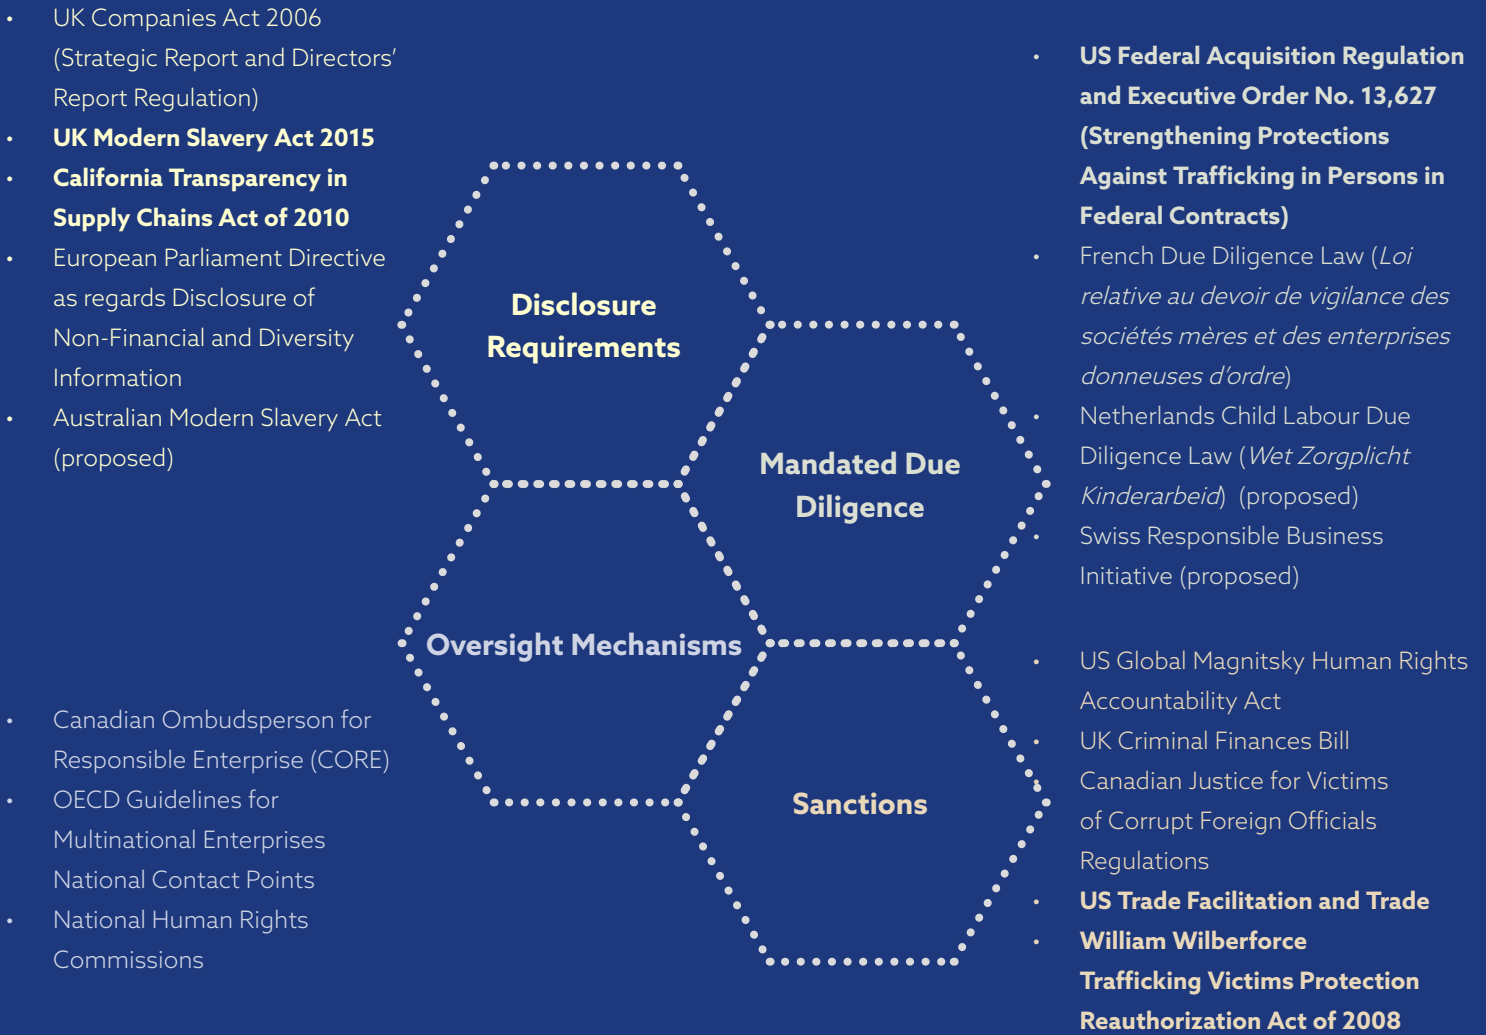 • UK Companies Act 2006
(Strategic Report and Directors’
Report Regulation)
• UK Modern Slavery Act 2015
• California Transparency in
Supply Chains Act of 2010
• European Parliament Directive
as regards Disclosure of
Non-Financial and Diversity
Information
• Australian Modern Slavery Act
(proposed)
Disclosure
Requirements
• US Federal Acquisition Regulation
and Executive Order No. 13,627
(Strengthening Protections
Against Trafficking in Persons in
Federal Contracts)
• French Due Diligence Law (Loi
relative au devoir de vigilance des
sociétés mères et des enterprises
donneuses d’ordre)
• Netherlands Child Labour Due
Diligence Law (Wet Zorgplicht
Kinderarbeid) (proposed)
• Swiss Responsible Business
Initiative (proposed)
Mandated Due
Diligence
Oversight Mechanisms
• Canadian Ombudsperson for
Responsible Enterprise (CORE)
• OECD Guidelines for
Multinational Enterprises
National Contact Points
• National Human Rights
Commissions
Sanctions
• US Global Magnitsky Human Rights
Accountability Act
• UK Criminal Finances Bill
• Canadian Justice for Victims
of Corrupt Foreign Officials
Regulations
• US Trade Facilitation and Trade
• William Wilberforce
Trafficking Victims Protection
Reauthorization Act of 2008